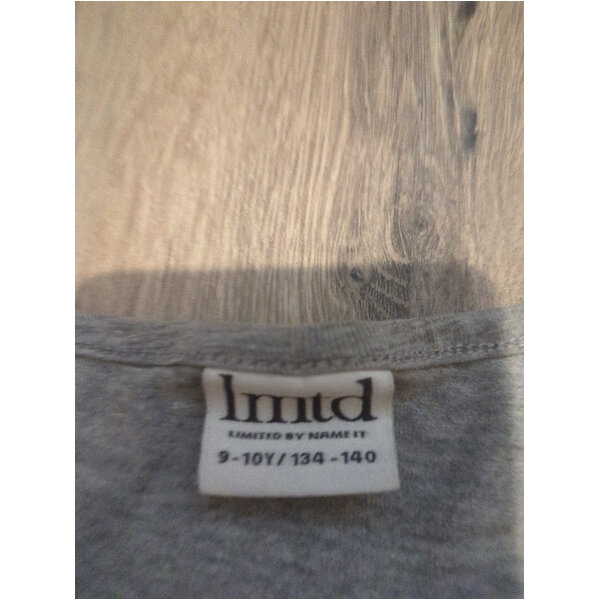 lmtd
LIMITED BY NAME IT
9-10Y / 134-140